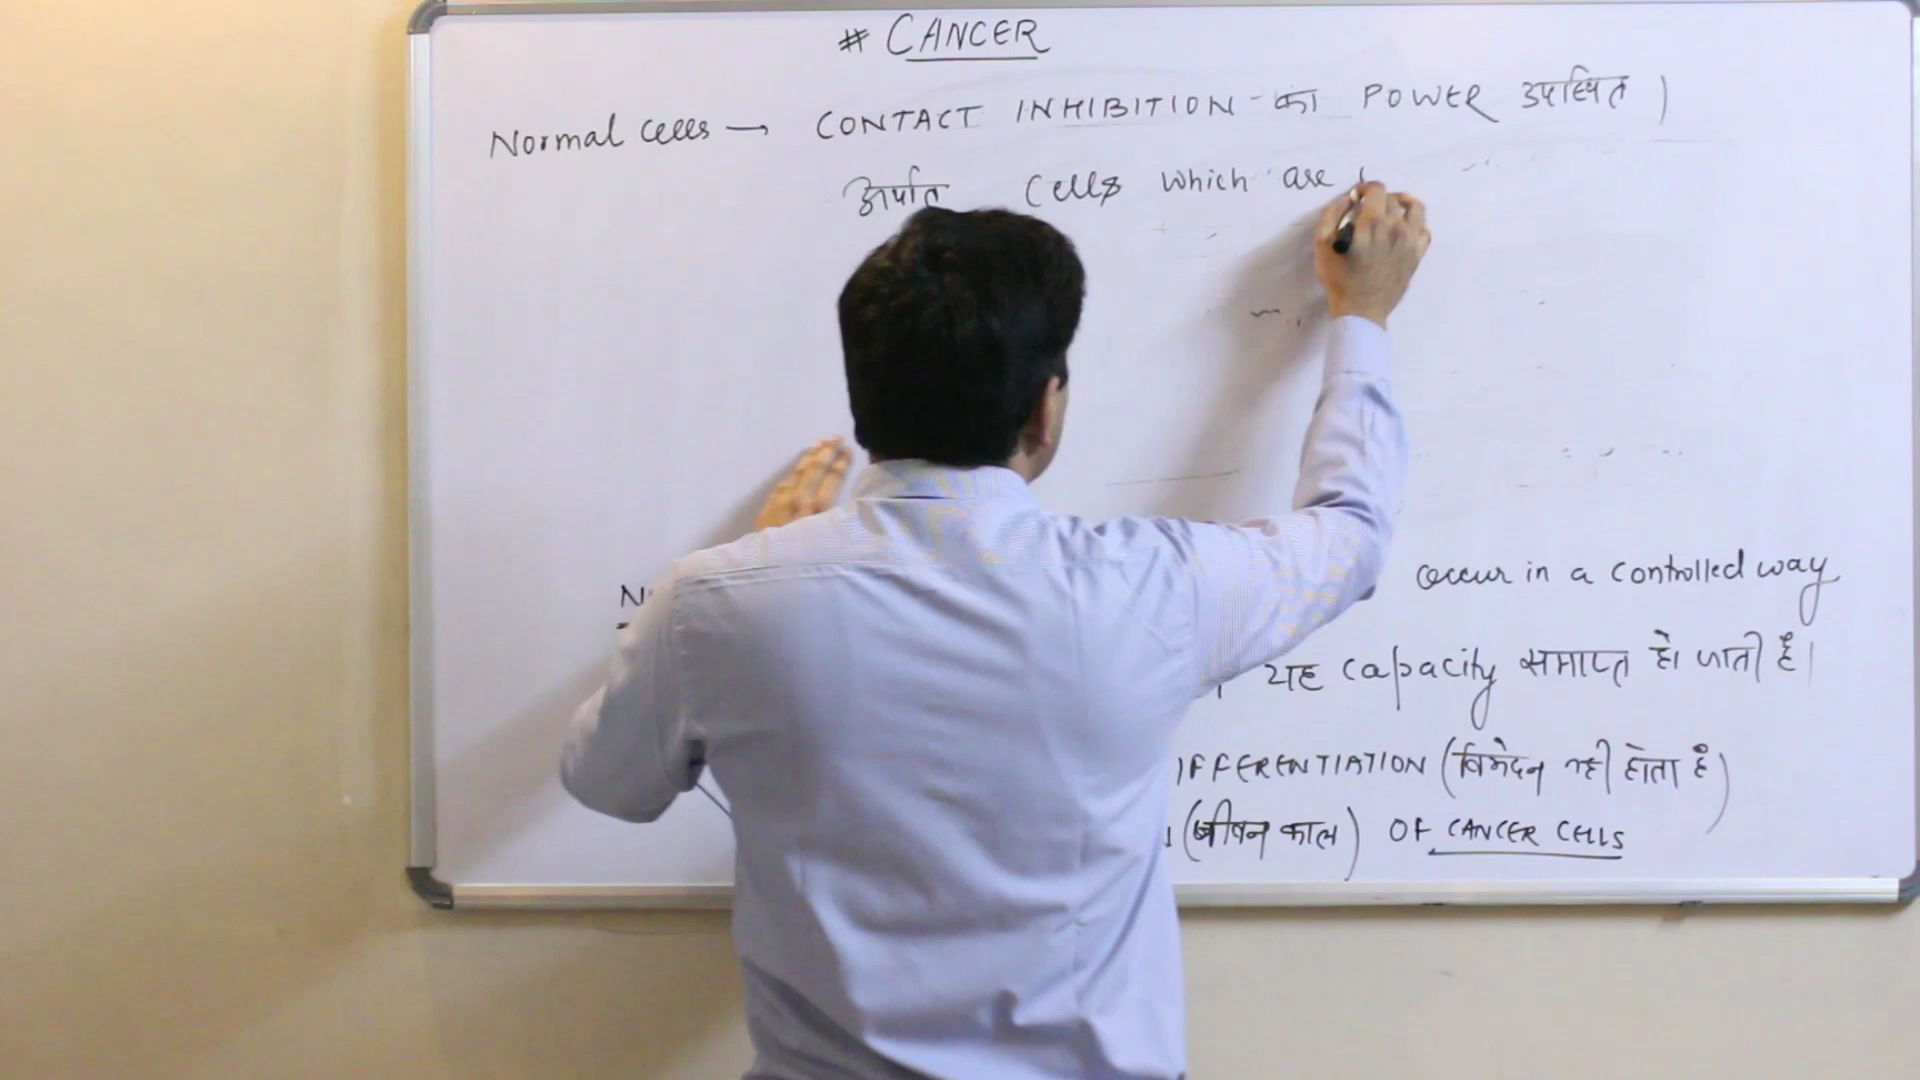 # CANCER
Normal cells → CONTACT INHIBITION का POWER उपस्थित ।
अर्थात Cells which are
occur in a controlled way
यह capacity समाप्त हो जाती है।
IFFERENTIATION (विभेदन नही होता है)
(जीवन काल) OF CANCER CELLS